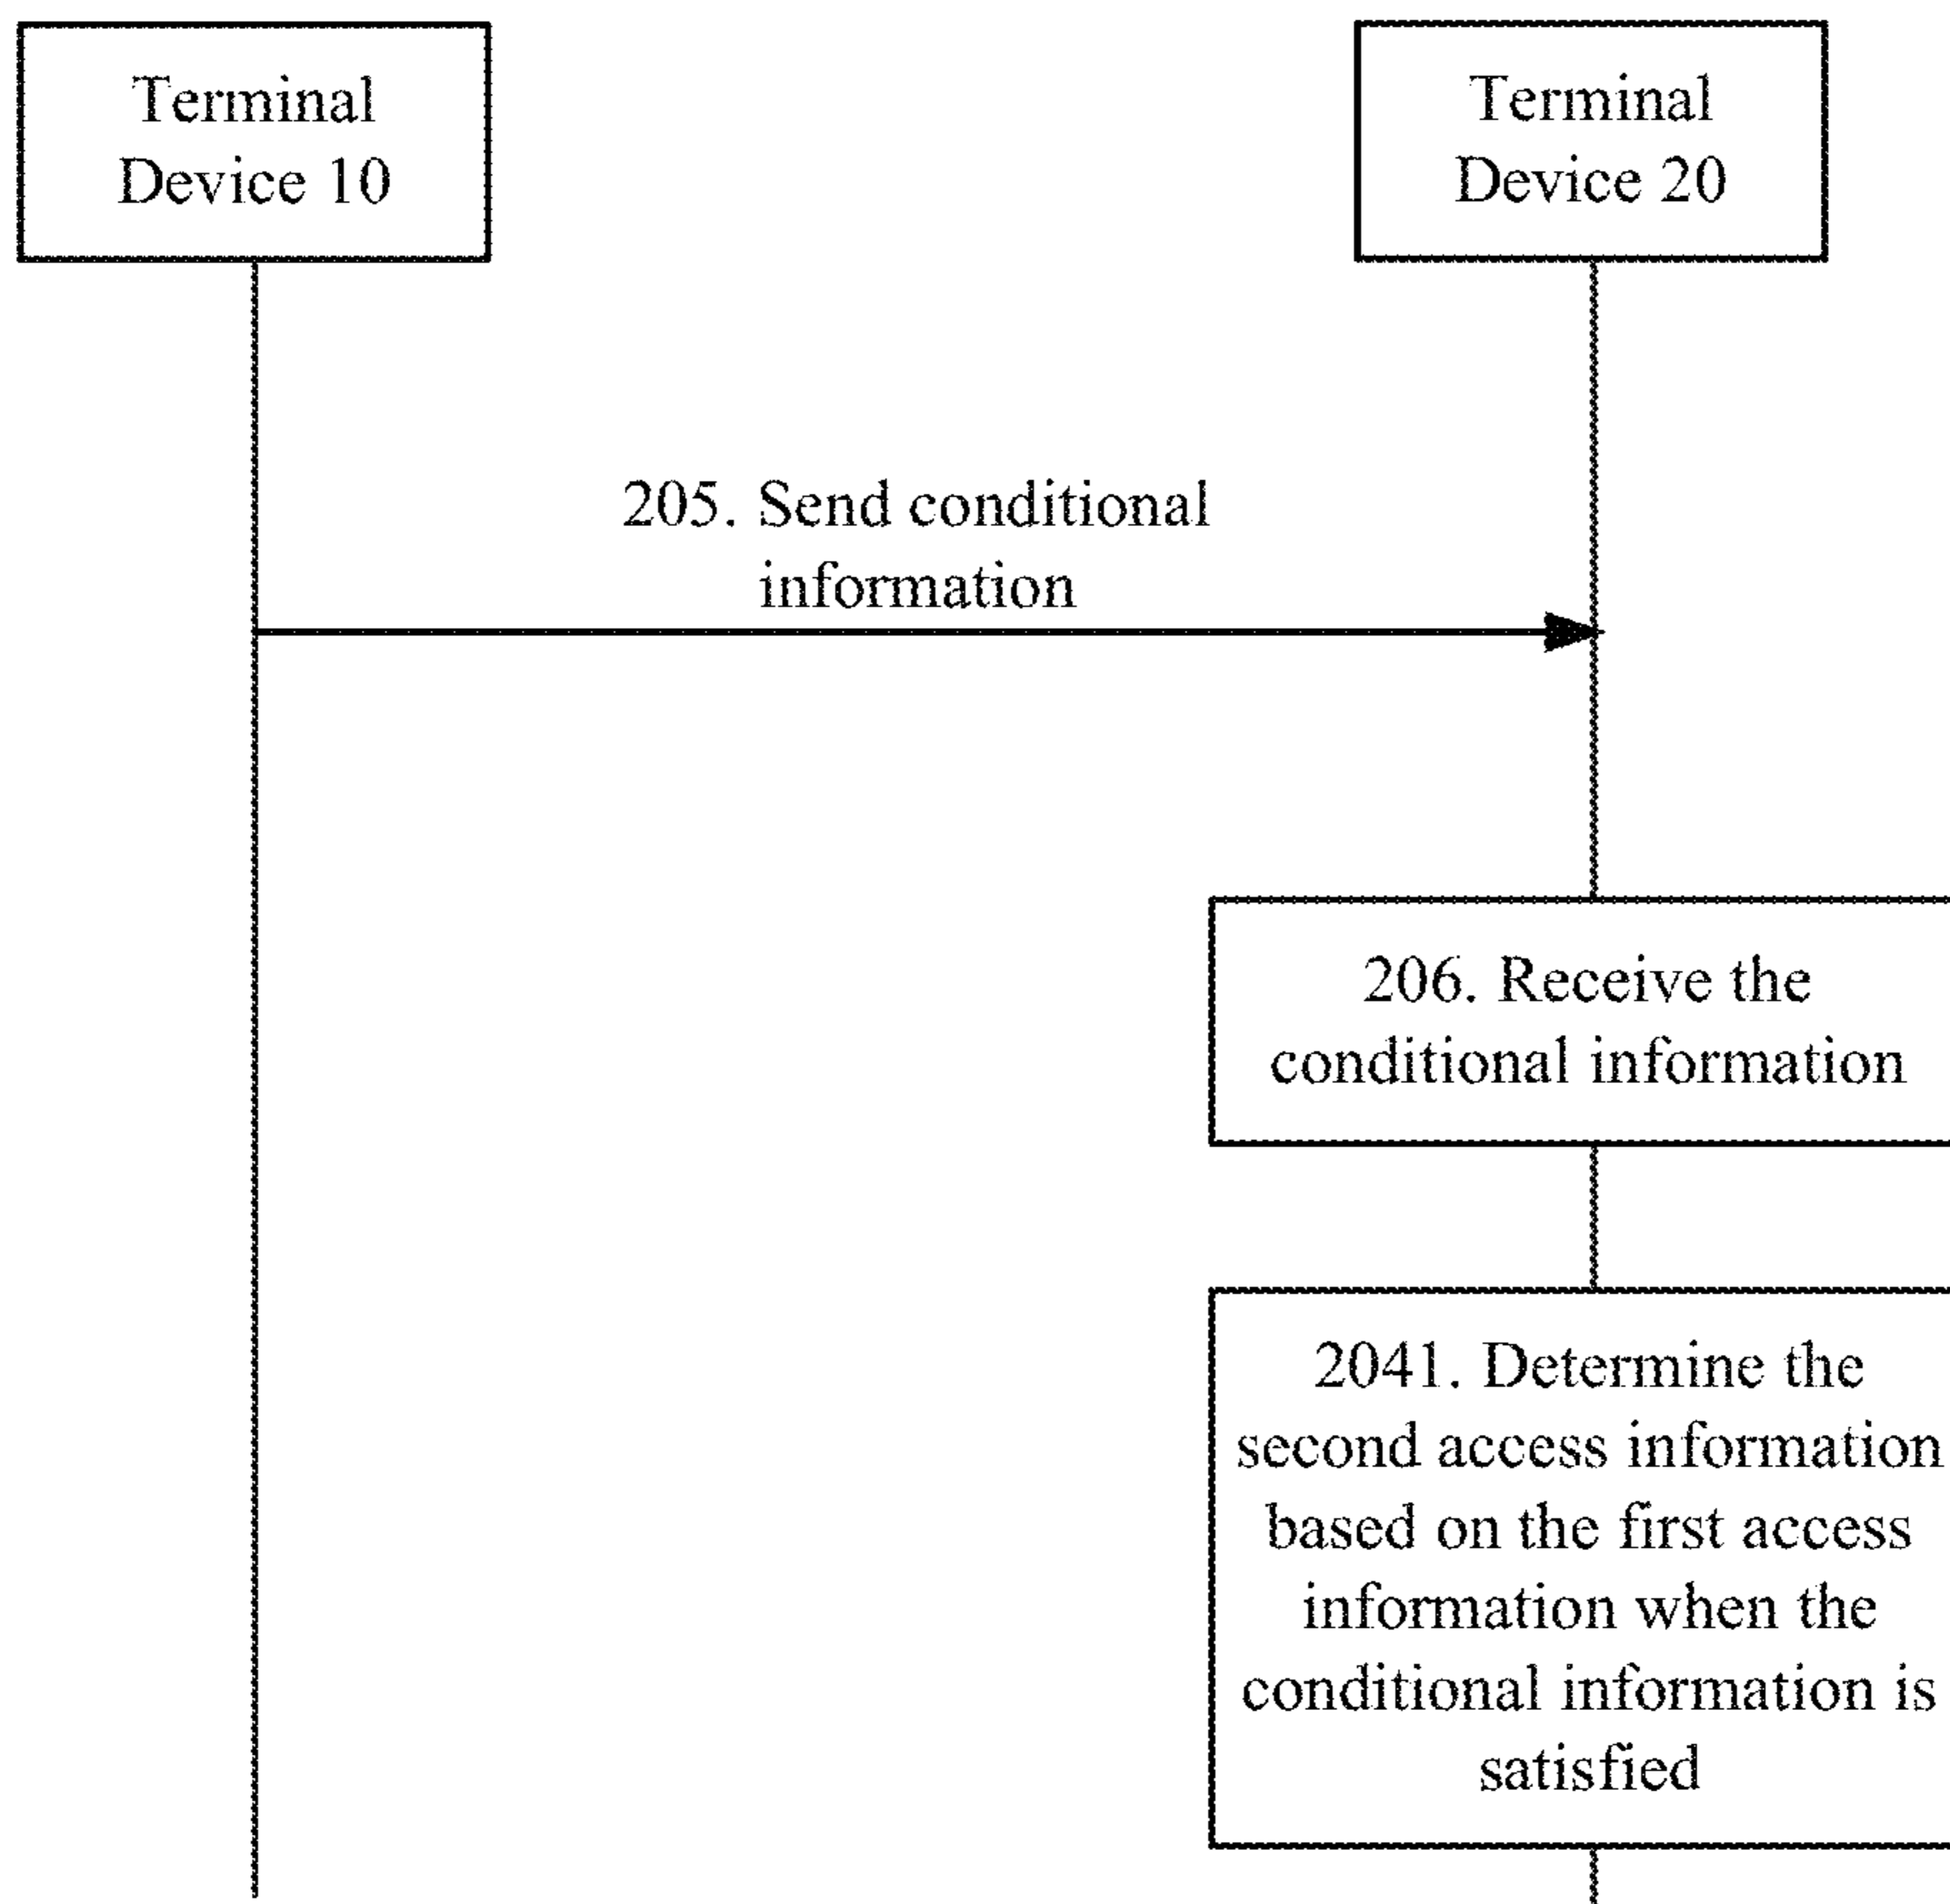 Terminal
Device 10
Terminal
Device 20
205. Send conditional
information
206. Receive the
conditional information
2041. Determine the
second access information
based on the first access
information when the
conditional information is
satisfied